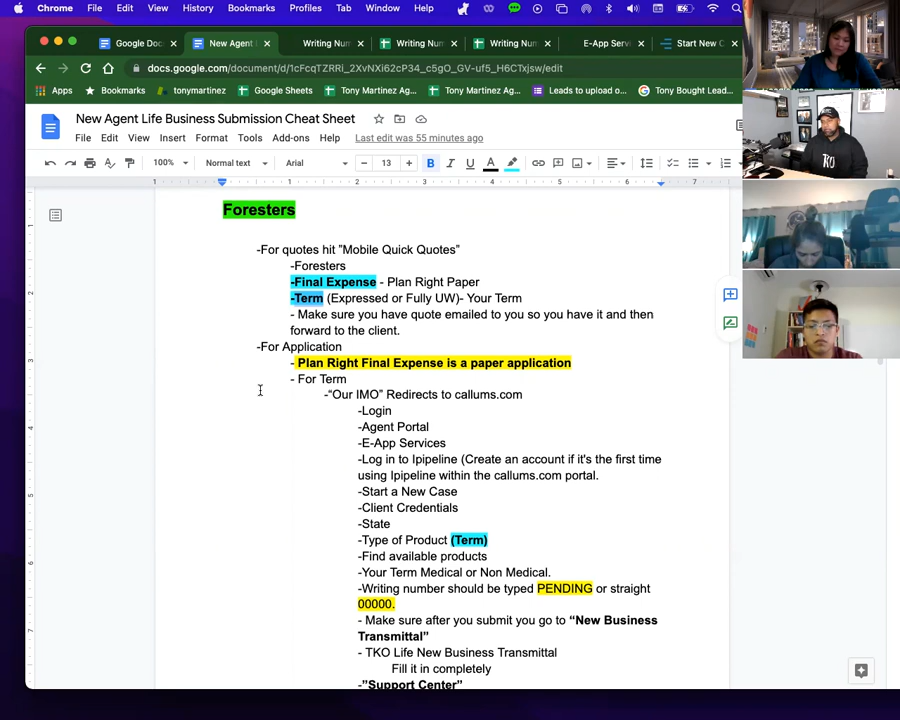 Chrome File Edit View History Bookmarks Profiles Tab Window Help
Google Doc New Agent L Writing Num Writing Num Writing Num E-App Servi Start New C
docs.google.com/document/d/1cFcqTZRRi_2XvNXi62cP34_c5gO_GV-uf5_H6CTxjsw/edit
Apps Bookmarks tonymartinez Google Sheets Tony Martinez Ag... Tony Martinez Ag... Leads to upload o... Tony Bought Lead...
New Agent Life Business Submission Cheat Sheet
File Edit View Insert Format Tools Add-ons Help Last edit was 55 minutes ago
100% Normal text Arial 13 B I U A
1 1 2 3 4 5 6 7
Foresters
-For quotes hit "Mobile Quick Quotes"
-Foresters
-Final Expense - Plan Right Paper
-Term (Expressed or Fully UW)- Your Term
- Make sure you have quote emailed to you so you have it and then
forward to the client.
-For Application
- Plan Right Final Expense is a paper application
- For Term
-"Our IMO" Redirects to callums.com
-Login
-Agent Portal
-E-App Services
-Log in to Ipipeline (Create an account if it's the first time
using Ipipeline within the callums.com portal.
-Start a New Case
-Client Credentials
-State
-Type of Product (Term)
-Find available products
-Your Term Medical or Non Medical.
-Writing number should be typed PENDING or straight
00000.
- Make sure after you submit you go to "New Business
Transmittal"
- TKO Life New Business Transmittal
Fill it in completely
-"Support Center"